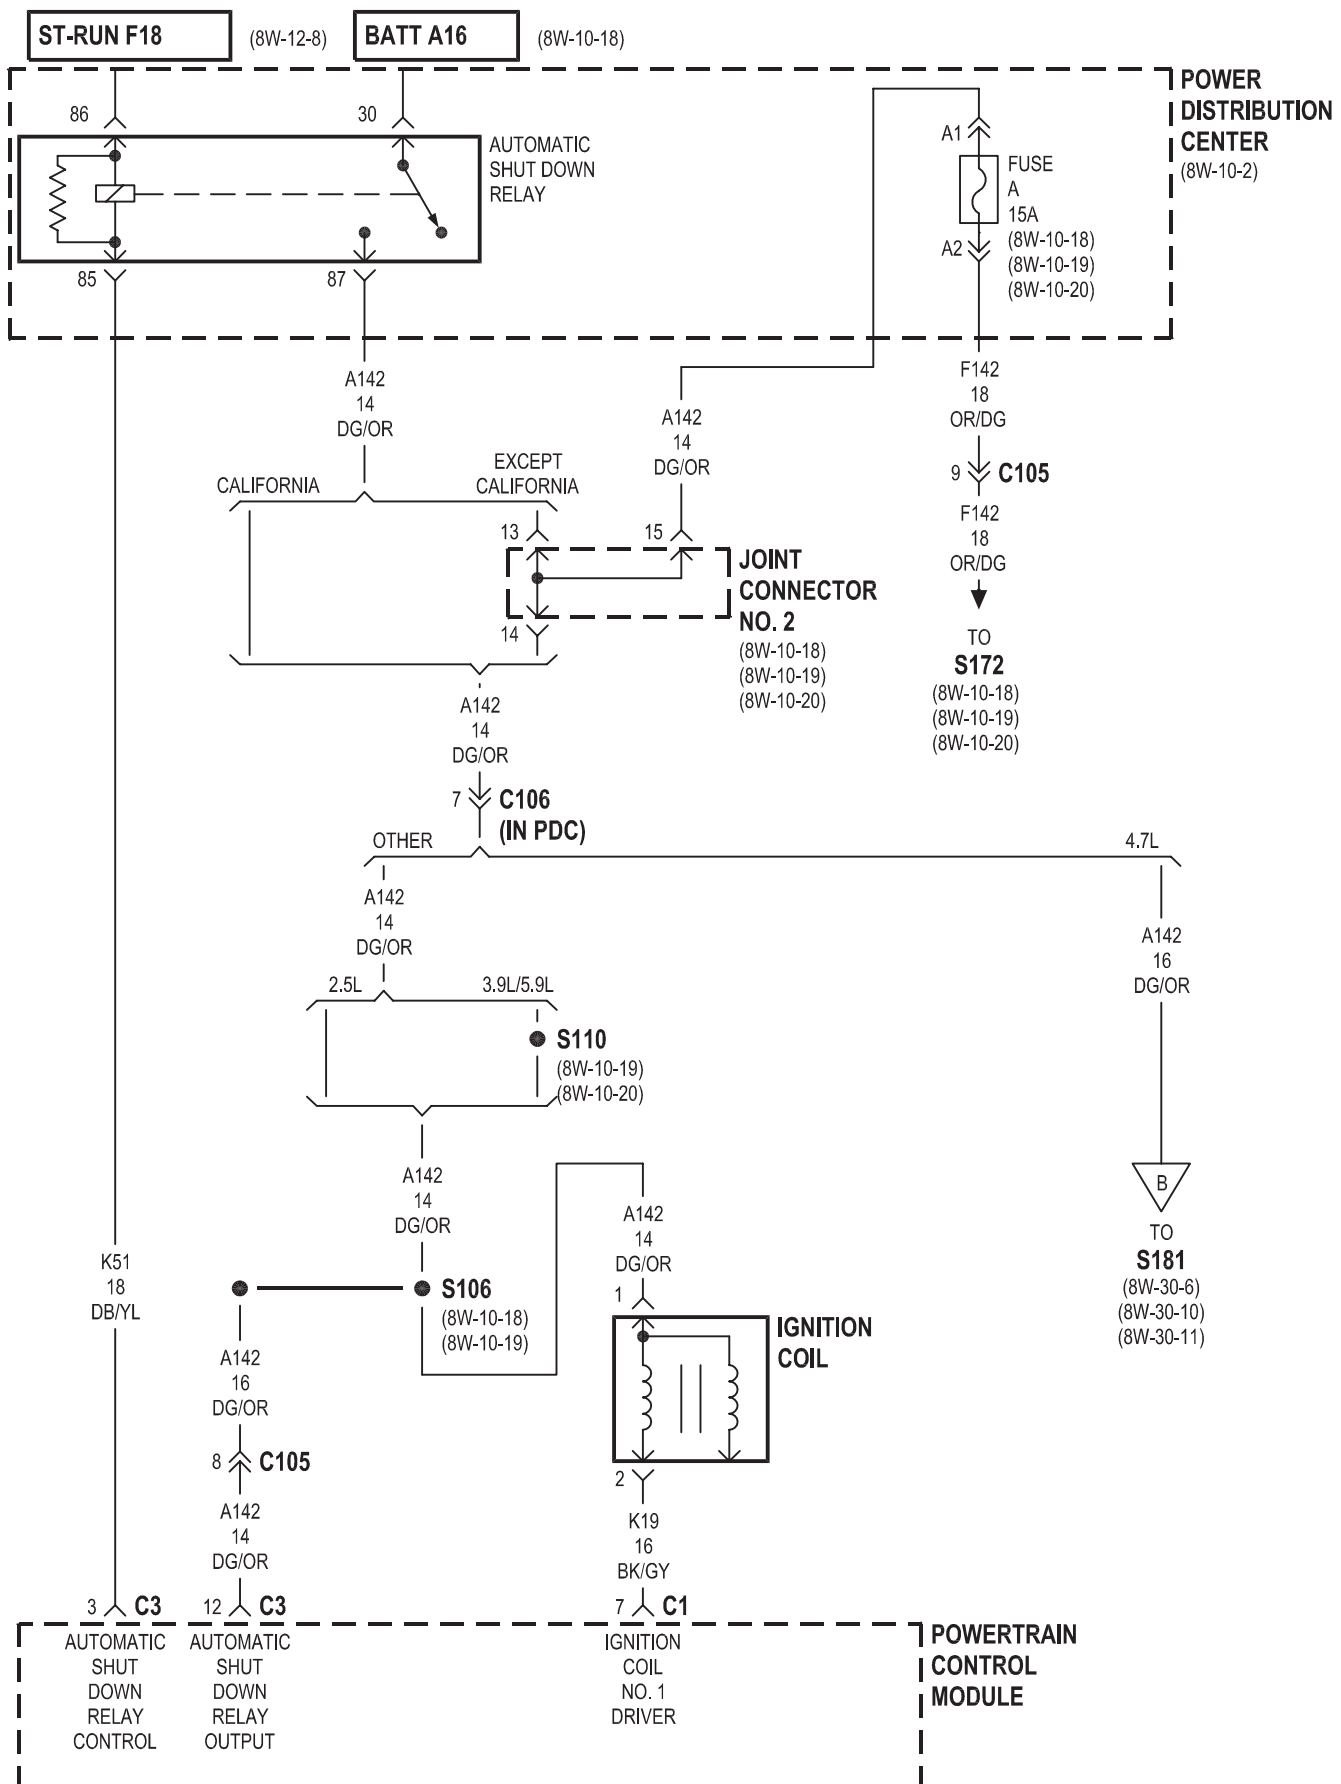 ST-RUN F18
(8W-12-8)
BATT A16
(8W-10-18)
POWER
DISTRIBUTION
CENTER
(8W-10-2)
86
30
AUTOMATIC
SHUT DOWN
RELAY
85
87
A1
FUSE
A
15A
(8W-10-18)
(8W-10-19)
(8W-10-20)
A2
A142
14
DG/OR
A142
14
DG/OR
F142
18
OR/DG
9
C105
F142
18
OR/DG
TO
S172
(8W-10-18)
(8W-10-19)
(8W-10-20)
CALIFORNIA
EXCEPT
CALIFORNIA
13
15
14
JOINT
CONNECTOR
NO. 2
(8W-10-18)
(8W-10-19)
(8W-10-20)
A142
14
DG/OR
7
C106
(IN PDC)
OTHER
4.7L
A142
14
DG/OR
A142
16
DG/OR
2.5L
3.9L/5.9L
S110
(8W-10-19)
(8W-10-20)
B
TO
S181
(8W-30-6)
(8W-30-10)
(8W-30-11)
A142
14
DG/OR
A142
14
DG/OR
K51
18
DB/YL
S106
(8W-10-18)
(8W-10-19)
1
IGNITION
COIL
A142
16
DG/OR
8
C105
A142
14
DG/OR
2
K19
16
BK/GY
3
C3
12
C3
7
C1
AUTOMATIC
SHUT
DOWN
RELAY
CONTROL
AUTOMATIC
SHUT
DOWN
RELAY
OUTPUT
IGNITION
COIL
NO. 1
DRIVER
POWERTRAIN
CONTROL
MODULE